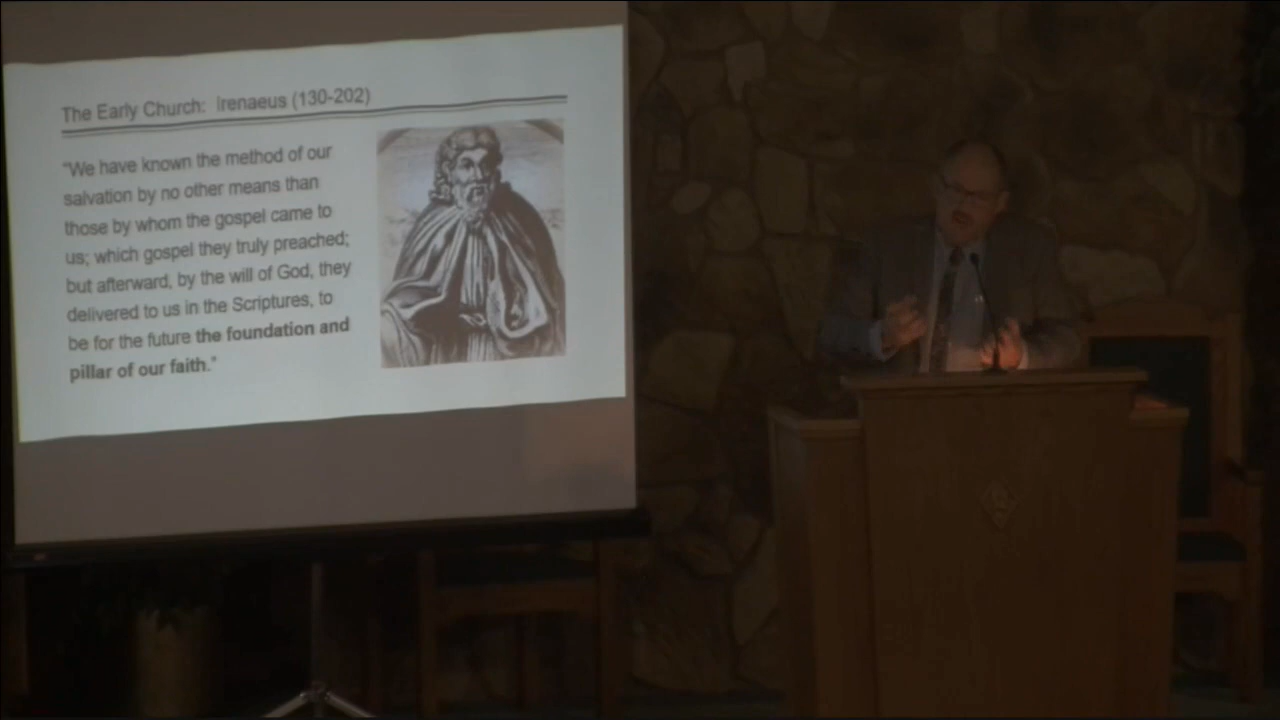 The Early Church: Irenaeus (130-202)
"We have known the method of our
salvation by no other means than
those by whom the gospel came to
us; which gospel they truly preached;
but afterward, by the will of God, they
delivered to us in the Scriptures, to
be for the future the foundation and
pillar of our faith."